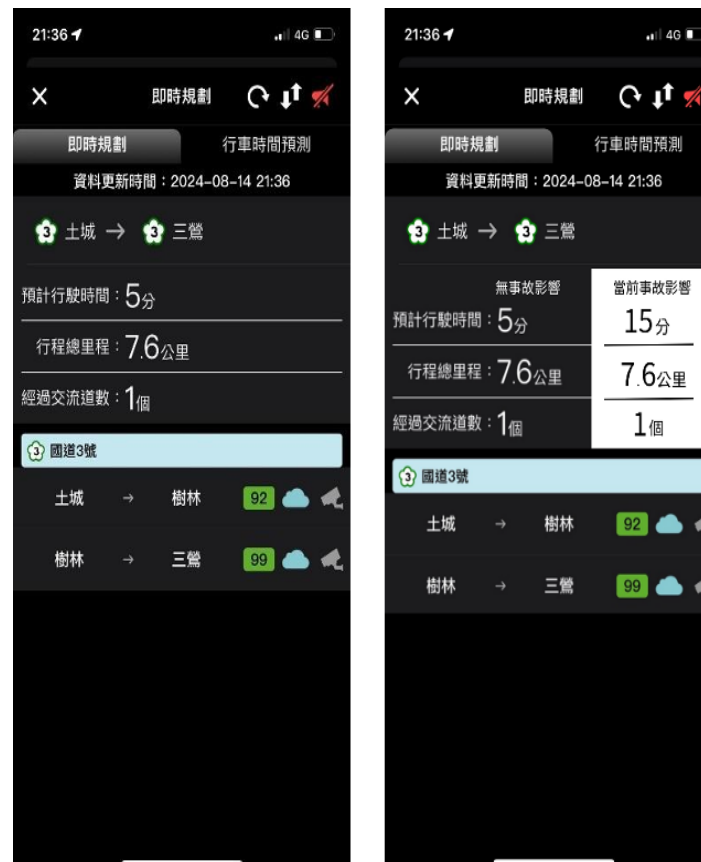 21:36
4G
即時規劃
即時規劃
行車時間預測
資料更新時間：2024-08-14 21:36
3 土城 → 3 三鶯
預計行駛時間：5分
行程總里程：7.6公里
經過交流道數：1個
3 國道3號
土城 → 樹林 92
樹林 → 三鶯 99
21:36
4G
即時規劃
即時規劃
行車時間預測
資料更新時間：2024-08-14 21:36
3 土城 → 3 三鶯
無事故影響 當前事故影響
預計行駛時間：5分 15分
行程總里程：7.6公里 7.6公里
經過交流道數：1個 1個
3 國道3號
土城 → 樹林 92
樹林 → 三鶯 99